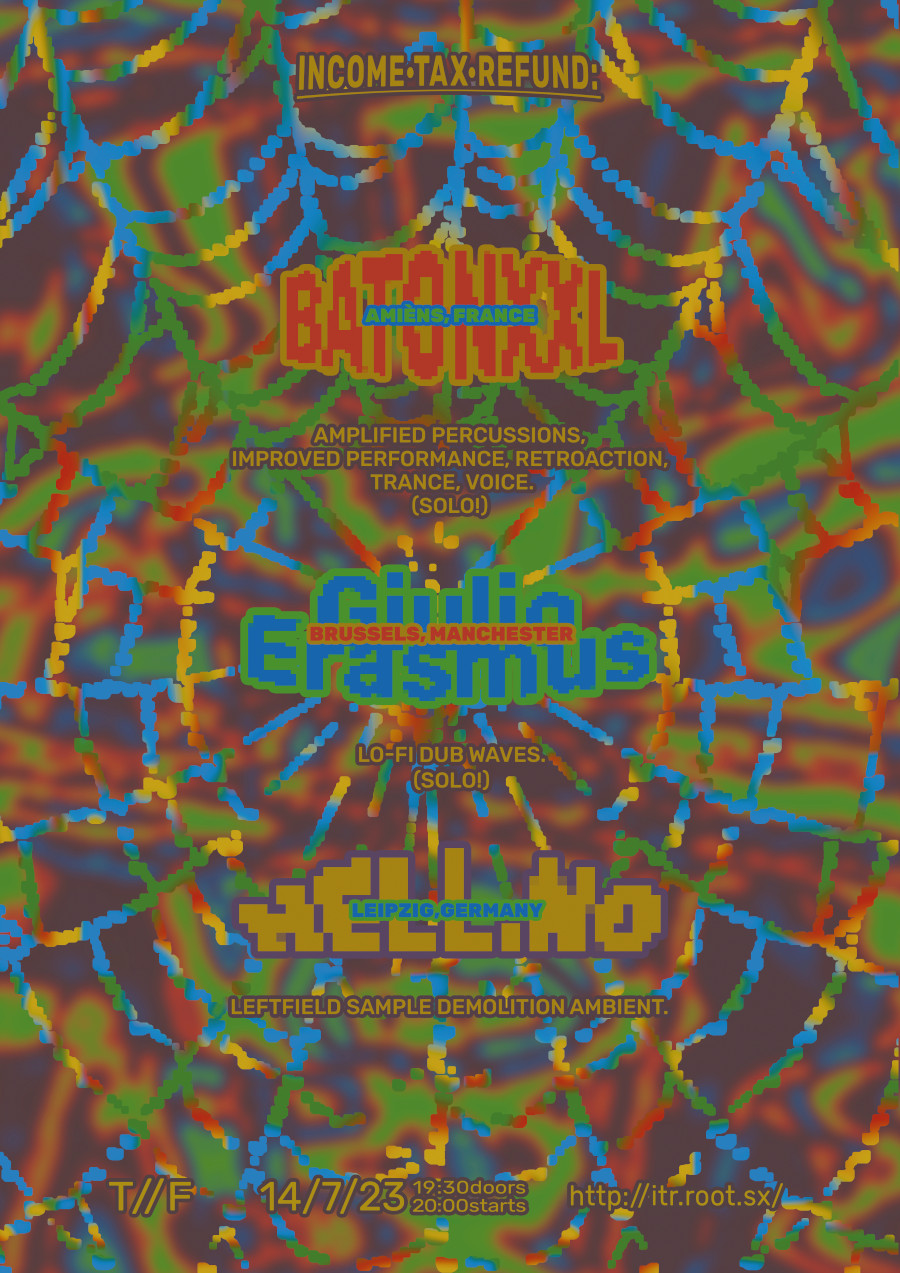 INCOME•TAX•REFUND:
BATONXXL
AMIÈNS, FRANCE
AMPLIFIED PERCUSSIONS,
IMPROVED PERFORMANCE, RETROACTION,
TRANCE, VOICE.
(SOLO!)
Giulio
BRUSSELS, MANCHESTER
Erasmus
LO-FI DUB WAVES.
(SOLO!)
AELLiNO
LEIPZIG,GERMANY
LEFTFIELD SAMPLE DEMOLITION AMBIENT.
T//F 14/7/23 19:30doors
20:00starts
http://itr.root.sx/